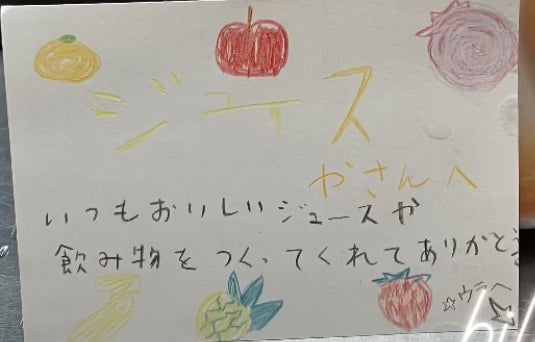 ジュース
やさんへ
いつもおいしいジュースや
飲み物をつくってくれてありがとう
☆ウラへ